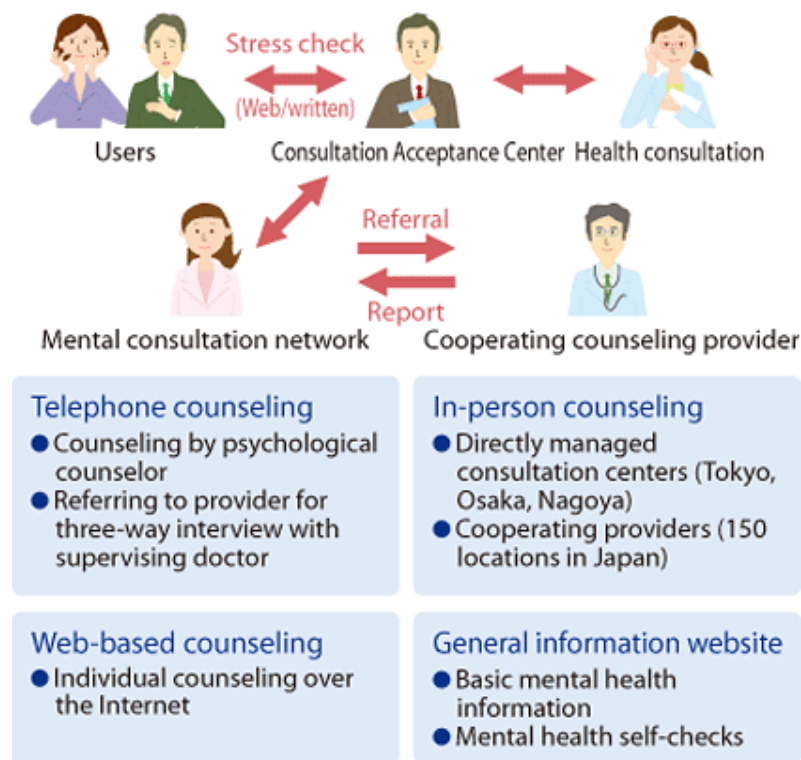 Stress check
(Web/written)
Users
Consultation Acceptance Center
Health consultation
Referral
Report
Mental consultation network
Cooperating counseling provider
Telephone counseling
● Counseling by psychological
counselor
● Referring to provider for
three-way interview with
supervising doctor
In-person counseling
● Directly managed
consultation centers (Tokyo,
Osaka, Nagoya)
● Cooperating providers (150
locations in Japan)
Web-based counseling
● Individual counseling over
the Internet
General information website
● Basic mental health
information
● Mental health self-checks